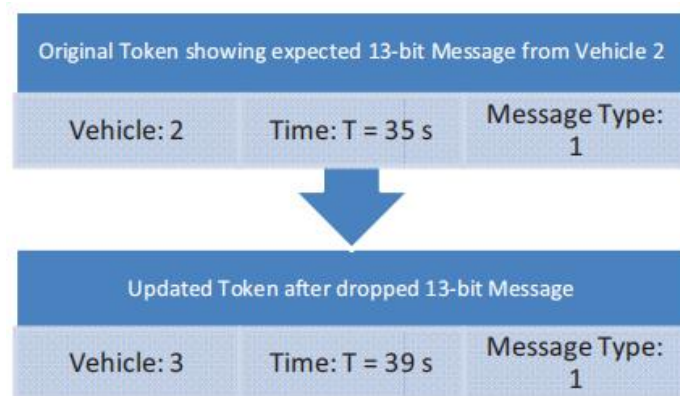 Original Token showing expected 13-bit Message from Vehicle 2
Vehicle: 2 Time: T = 35 s Message Type: 1
Updated Token after dropped 13-bit Message
Vehicle: 3 Time: T = 39 s Message Type: 1